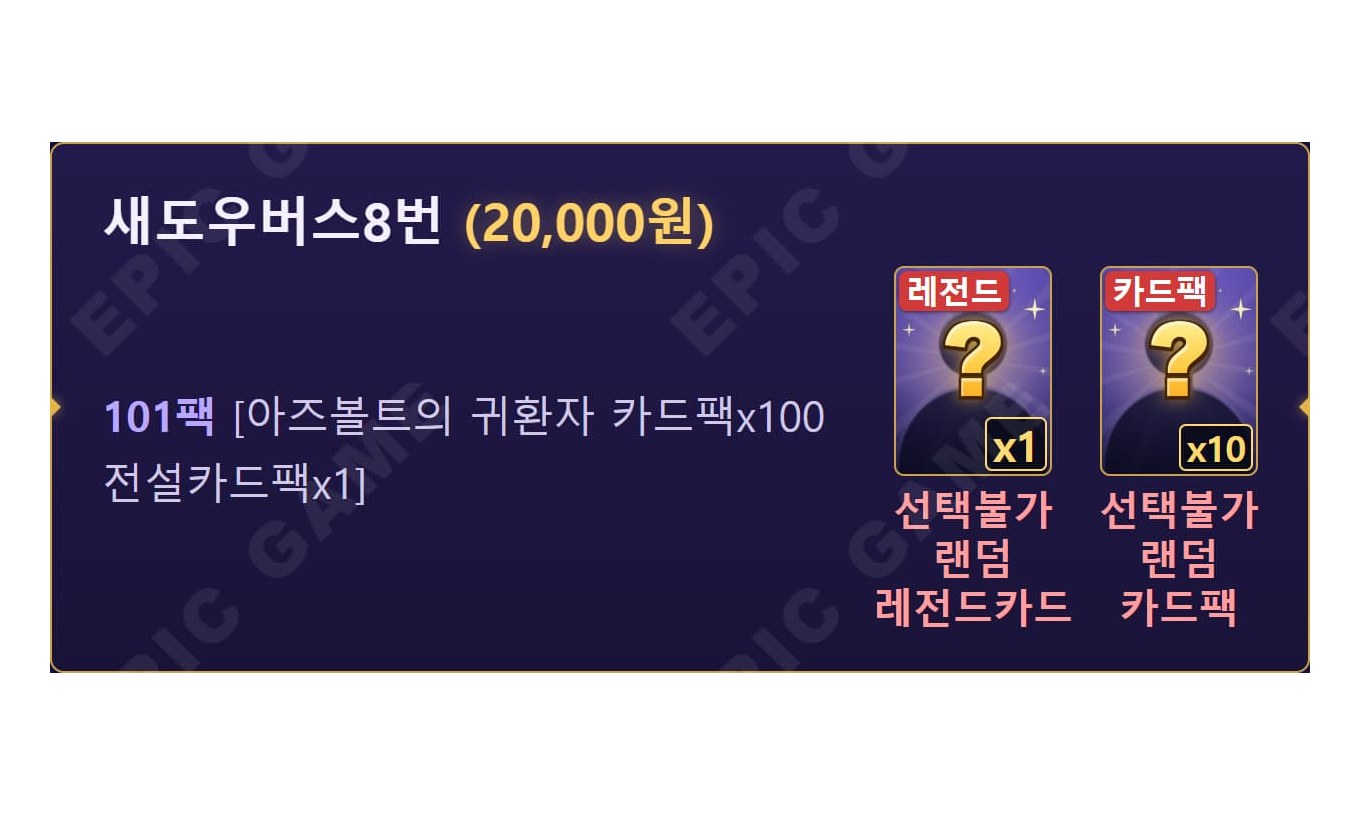 새도우버스8번 (20,000원)
101팩 [아즈볼트의 귀환자 카드팩x100
전설카드팩x1]
레전드
x1
선택불가
랜덤
레전드카드
카드팩
x10
선택불가
랜덤
카드팩
EPIC GAME